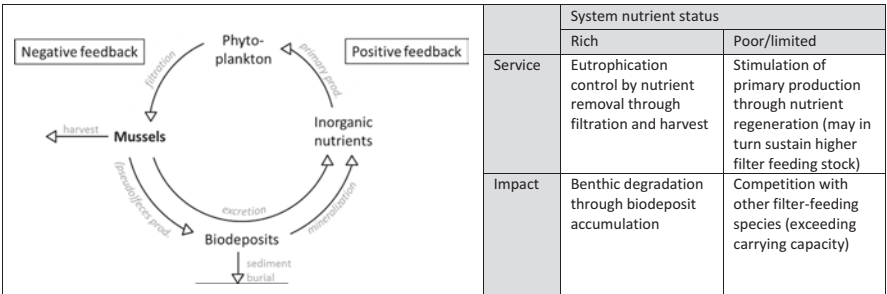 Negative feedback
Phyto-
plankton
Positive feedback
filtration
primary prod.
harvest
Mussels
Inorganic
nutrients
(pseudo)feces prod.
excretion
mineralization
Biodeposits
sediment
burial
System nutrient status
Rich
Poor/limited
Service
Eutrophication
control by nutrient
removal through
filtration and harvest
Stimulation of
primary production
through nutrient
regeneration (may in
turn sustain higher
filter feeding stock)
Impact
Benthic degradation
through biodeposit
accumulation
Competition with
other filter-feeding
species (exceeding
carrying capacity)